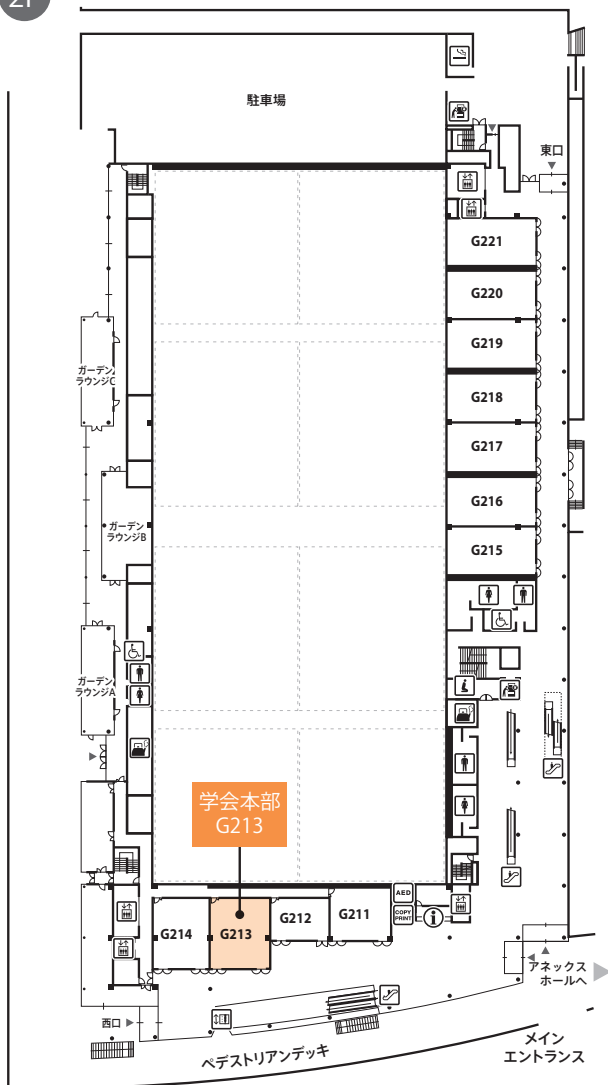 2F
駐車場
東口
G221
G220
G219
G218
G217
G216
G215
ガーデン
ラウンジC
ガーデン
ラウンジB
ガーデン
ラウンジA
学会本部
G213
G214
G213
G212
G211
AED
COPY
PRINT
アネックス
ホールへ
西口
ペデストリアンデッキ
メイン
エントランス